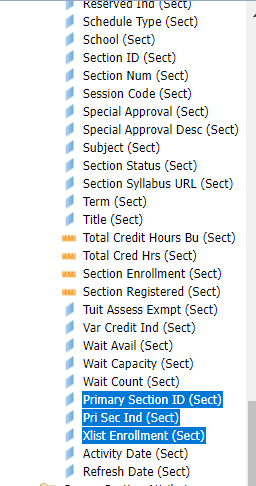 Reserved Ind (Sect)
Schedule Type (Sect)
School (Sect)
Section ID (Sect)
Section Num (Sect)
Session Code (Sect)
Special Approval (Sect)
Special Approval Desc (Sect)
Subject (Sect)
Section Status (Sect)
Section Syllabus URL (Sect)
Term (Sect)
Title (Sect)
Total Credit Hours Bu (Sect)
Total Cred Hrs (Sect)
Section Enrollment (Sect)
Section Registered (Sect)
Tuit Assess Exmpt (Sect)
Var Credit Ind (Sect)
Wait Avail (Sect)
Wait Capacity (Sect)
Wait Count (Sect)
Primary Section ID (Sect)
Pri Sec Ind (Sect)
Xlist Enrollment (Sect)
Activity Date (Sect)
Refresh Date (Sect)